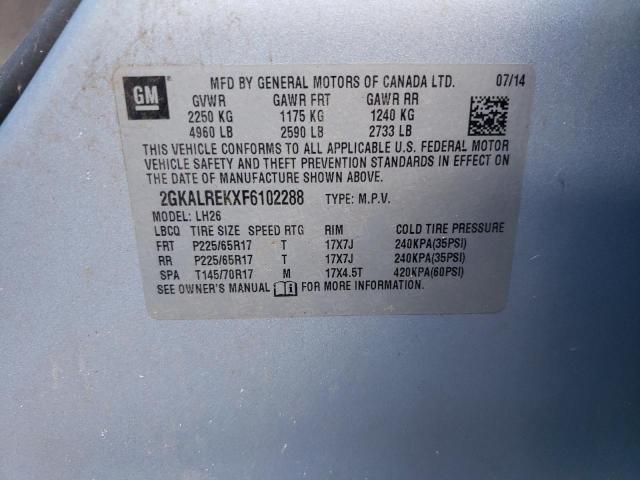 GM
MFD BY GENERAL MOTORS OF CANADA LTD. 07/14
GVWR GAWR FRT GAWR RR
2250 KG 1175 KG 1240 KG
4960 LB 2590 LB 2733 LB
THIS VEHICLE CONFORMS TO ALL APPLICABLE U.S. FEDERAL MOTOR
VEHICLE SAFETY AND THEFT PREVENTION STANDARDS IN EFFECT ON
THE DATE OF MANUFACTURE SHOWN ABOVE.
2GKALREKXF6102288 TYPE: M.P.V.
MODEL: LH26
LBCQ TIRE SIZE SPEED RTG RIM COLD TIRE PRESSURE
FRT P225/65R17 T 17X7J 240KPA(35PSI)
RR P225/65R17 T 17X7J 240KPA(35PSI)
SPA T145/70R17 M 17X4.5T 420KPA(60PSI)
SEE OWNER'S MANUAL FOR MORE INFORMATION.